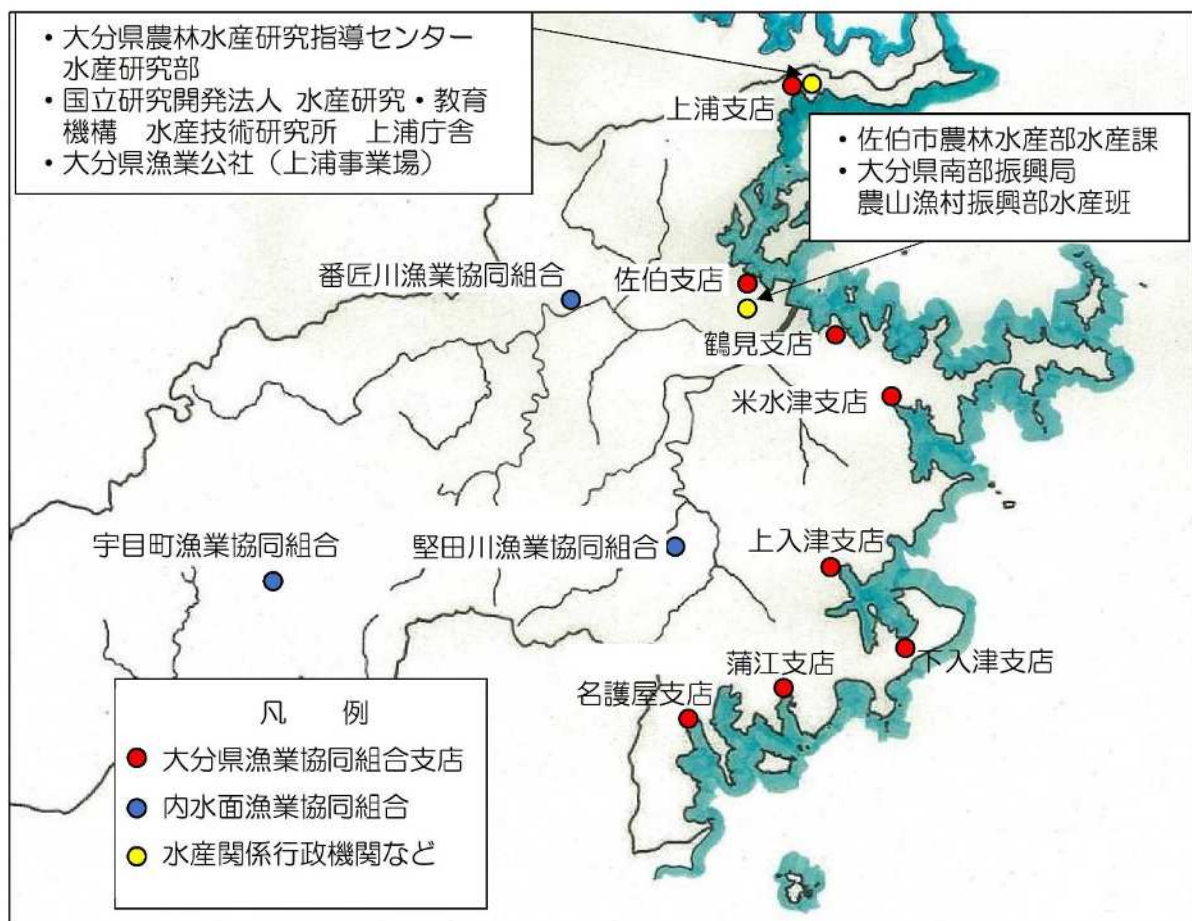 ・大分県農林水産研究指導センター
水産研究部
・国立研究開発法人 水産研究・教育
機構　水産技術研究所　上浦庁舎
・大分県漁業公社（上浦事業場）
上浦支店
・佐伯市農林水産部水産課
・大分県南部振興局
農山漁村振興部水産班
番匠川漁業協同組合
佐伯支店
鶴見支店
米水津支店
宇目町漁業協同組合
堅田川漁業協同組合
上入津支店
下入津支店
蒲江支店
名護屋支店
凡　例
大分県漁業協同組合支店
内水面漁業協同組合
水産関係行政機関など